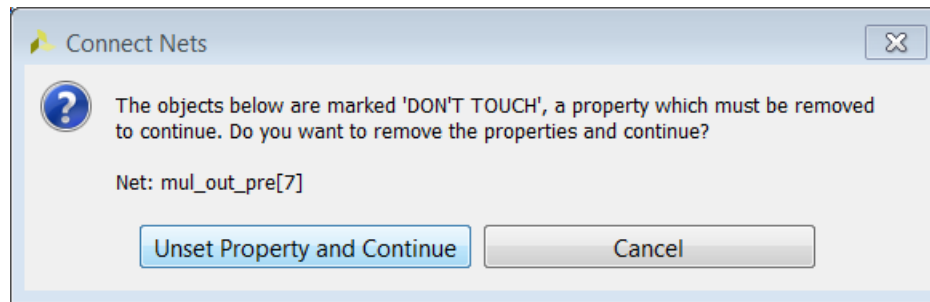 Connect Nets
The objects below are marked 'DON'T TOUCH', a property which must be removed
to continue. Do you want to remove the properties and continue?
Net: mul_out_pre[7]
Unset Property and Continue
Cancel